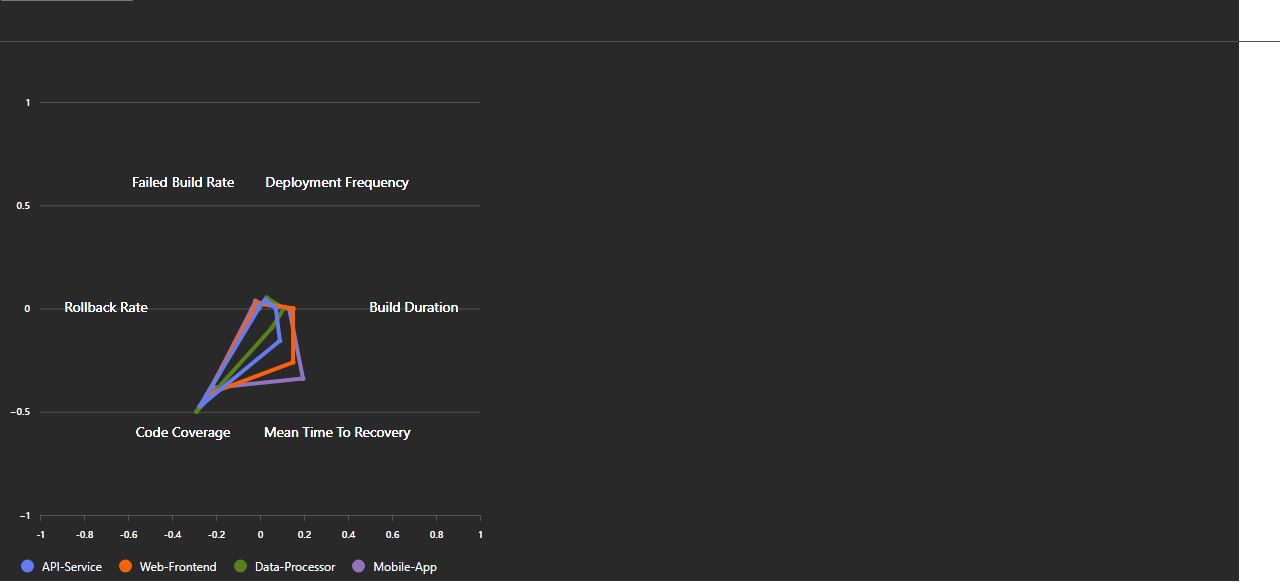 1
Failed Build Rate Deployment Frequency
0.5
Rollback Rate Build Duration
0
−0.5
Code Coverage Mean Time To Recovery
−1
-1 -0.8 -0.6 -0.4 -0.2 0 0.2 0.4 0.6 0.8 1
API-Service Web-Frontend Data-Processor Mobile-App